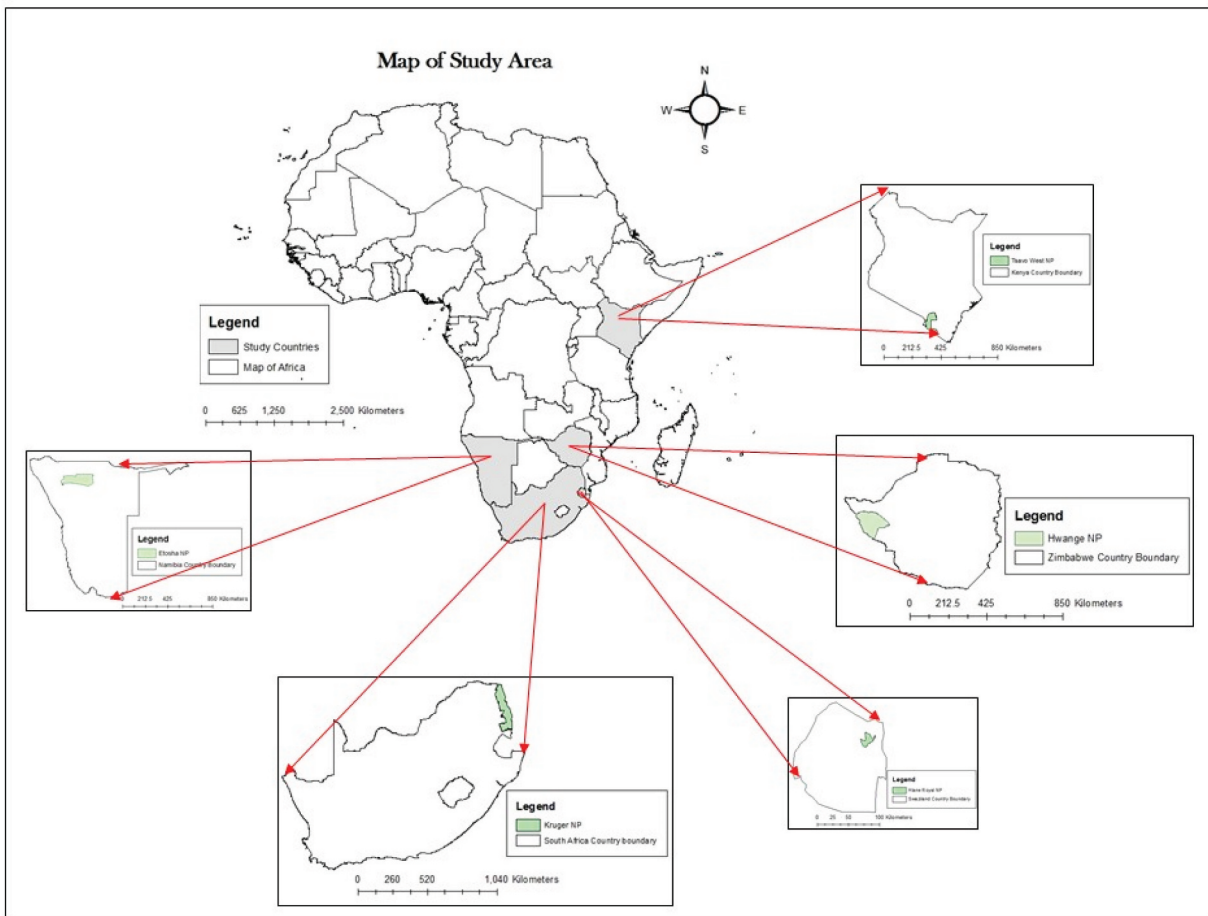 Map of Study Area
N
W E
S
Legend
Study Countries
Map of Africa
0 625 1,250 2,500 Kilometers
Legend
Tsavo West NP
Kenya Country Boundary
0 212.5 425 850 Kilometers
Legend
Etosha NP
Namibia Country Boundary
0 212.5 425 850 Kilometers
Legend
Hwange NP
Zimbabwe Country Boundary
0 212.5 425 850 Kilometers
Legend
Kruger NP
South Africa Country boundary
0 260 520 1,040 Kilometers
Legend
Hlane Royal NP
Swaziland Country Boundary
0 25 50 100 Kilometers